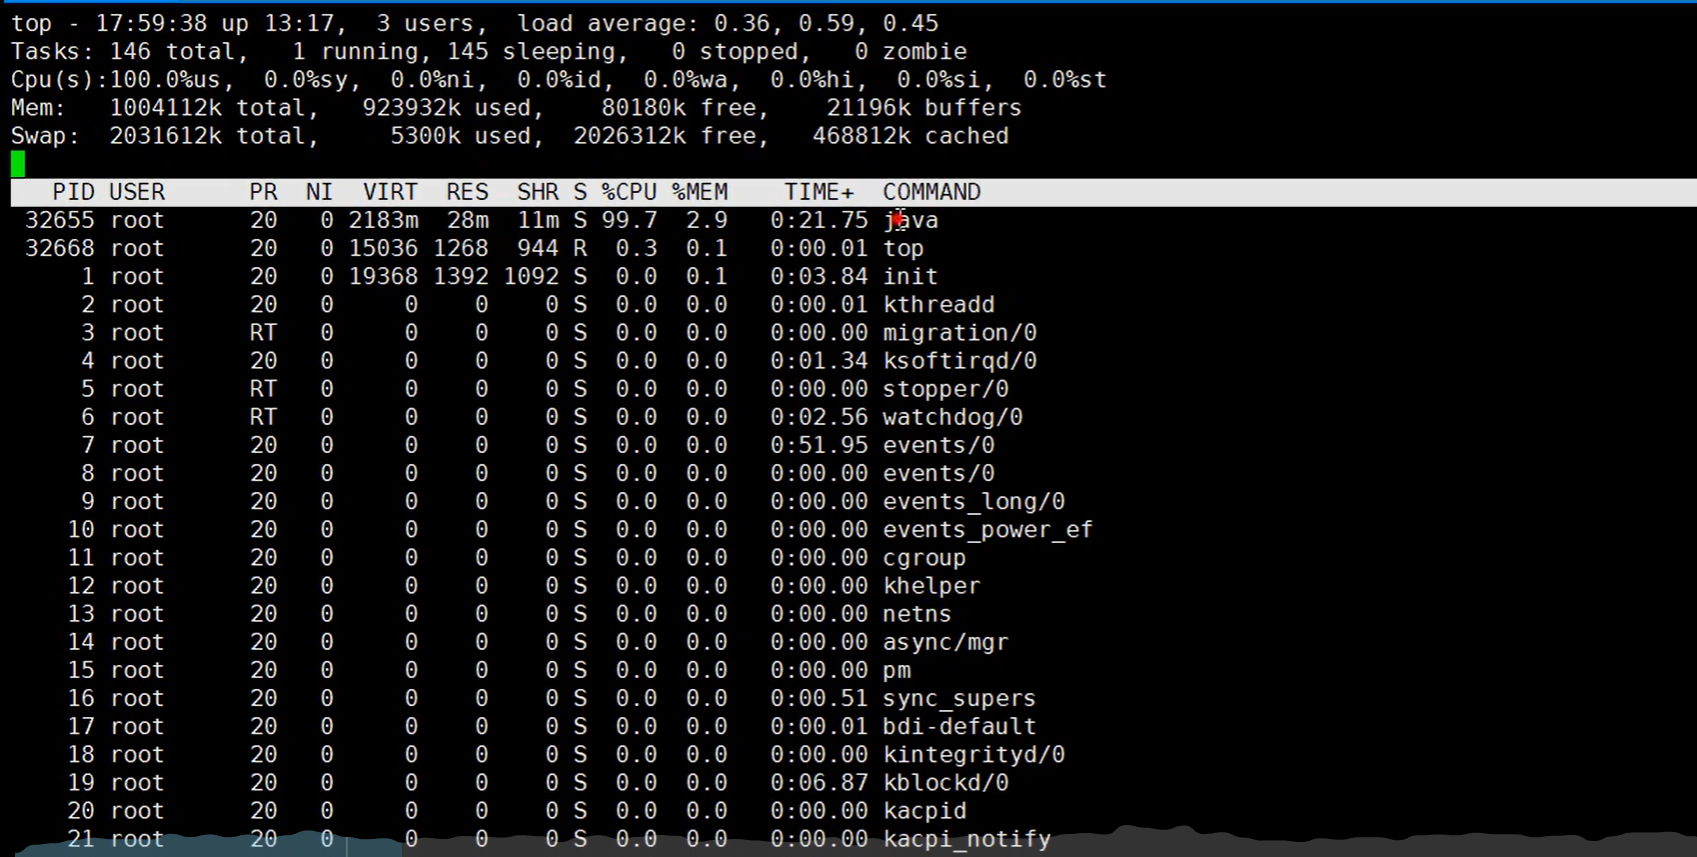 top - 17:59:38 up 13:17,  3 users,  load average: 0.36, 0.59, 0.45
Tasks: 146 total,   1 running, 145 sleeping,   0 stopped,   0 zombie
Cpu(s):100.0%us,  0.0%sy,  0.0%ni,  0.0%id,  0.0%wa,  0.0%hi,  0.0%si,  0.0%st
Mem:   1004112k total,   923932k used,    80180k free,    21196k buffers
Swap:  2031612k total,     5300k used,  2026312k free,   468812k cached
PID USER      PR  NI  VIRT  RES  SHR S %CPU %MEM    TIME+  COMMAND
32655 root      20   0 2183m  28m  11m S 99.7  2.9   0:21.75 java
32668 root      20   0 15036 1268  944 R  0.3  0.1   0:00.01 top
1 root      20   0 19368 1392 1092 S  0.0  0.1   0:03.84 init
2 root      20   0     0    0    0 S  0.0  0.0   0:00.01 kthreadd
3 root      RT   0     0    0    0 S  0.0  0.0   0:00.00 migration/0
4 root      20   0     0    0    0 S  0.0  0.0   0:01.34 ksoftirqd/0
5 root      RT   0     0    0    0 S  0.0  0.0   0:00.00 stopper/0
6 root      RT   0     0    0    0 S  0.0  0.0   0:02.56 watchdog/0
7 root      20   0     0    0    0 S  0.0  0.0   0:51.95 events/0
8 root      20   0     0    0    0 S  0.0  0.0   0:00.00 events/0
9 root      20   0     0    0    0 S  0.0  0.0   0:00.00 events_long/0
10 root      20   0     0    0    0 S  0.0  0.0   0:00.00 events_power_ef
11 root      20   0     0    0    0 S  0.0  0.0   0:00.00 cgroup
12 root      20   0     0    0    0 S  0.0  0.0   0:00.00 khelper
13 root      20   0     0    0    0 S  0.0  0.0   0:00.00 netns
14 root      20   0     0    0    0 S  0.0  0.0   0:00.00 async/mgr
15 root      20   0     0    0    0 S  0.0  0.0   0:00.00 pm
16 root      20   0     0    0    0 S  0.0  0.0   0:00.51 sync_supers
17 root      20   0     0    0    0 S  0.0  0.0   0:00.01 bdi-default
18 root      20   0     0    0    0 S  0.0  0.0   0:00.00 kintegrityd/0
19 root      20   0     0    0    0 S  0.0  0.0   0:06.87 kblockd/0
20 root      20   0     0    0    0 S  0.0  0.0   0:00.00 kacpid
21 root      20   0     0    0    0 S  0.0  0.0   0:00.00 kacpi_notify